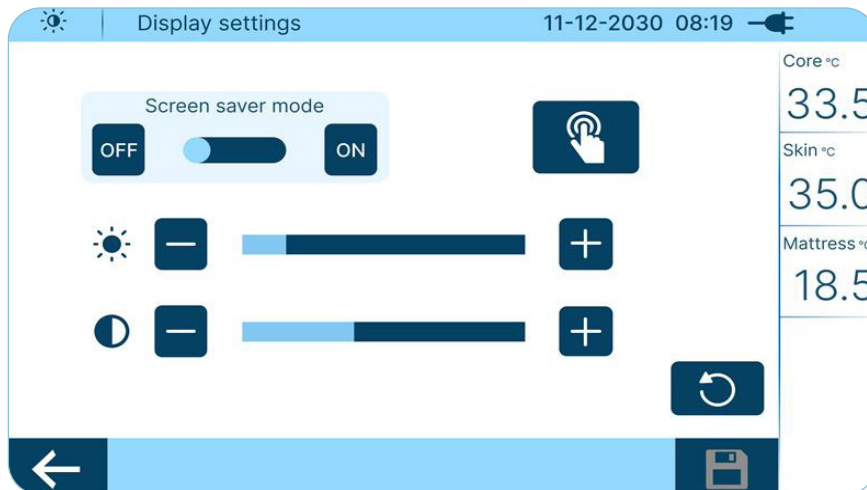 Display settings 11-12-2030 08:19
Screen saver mode
OFF ON
Core °C
33.5
Skin °C
35.0
Mattress °C
18.5